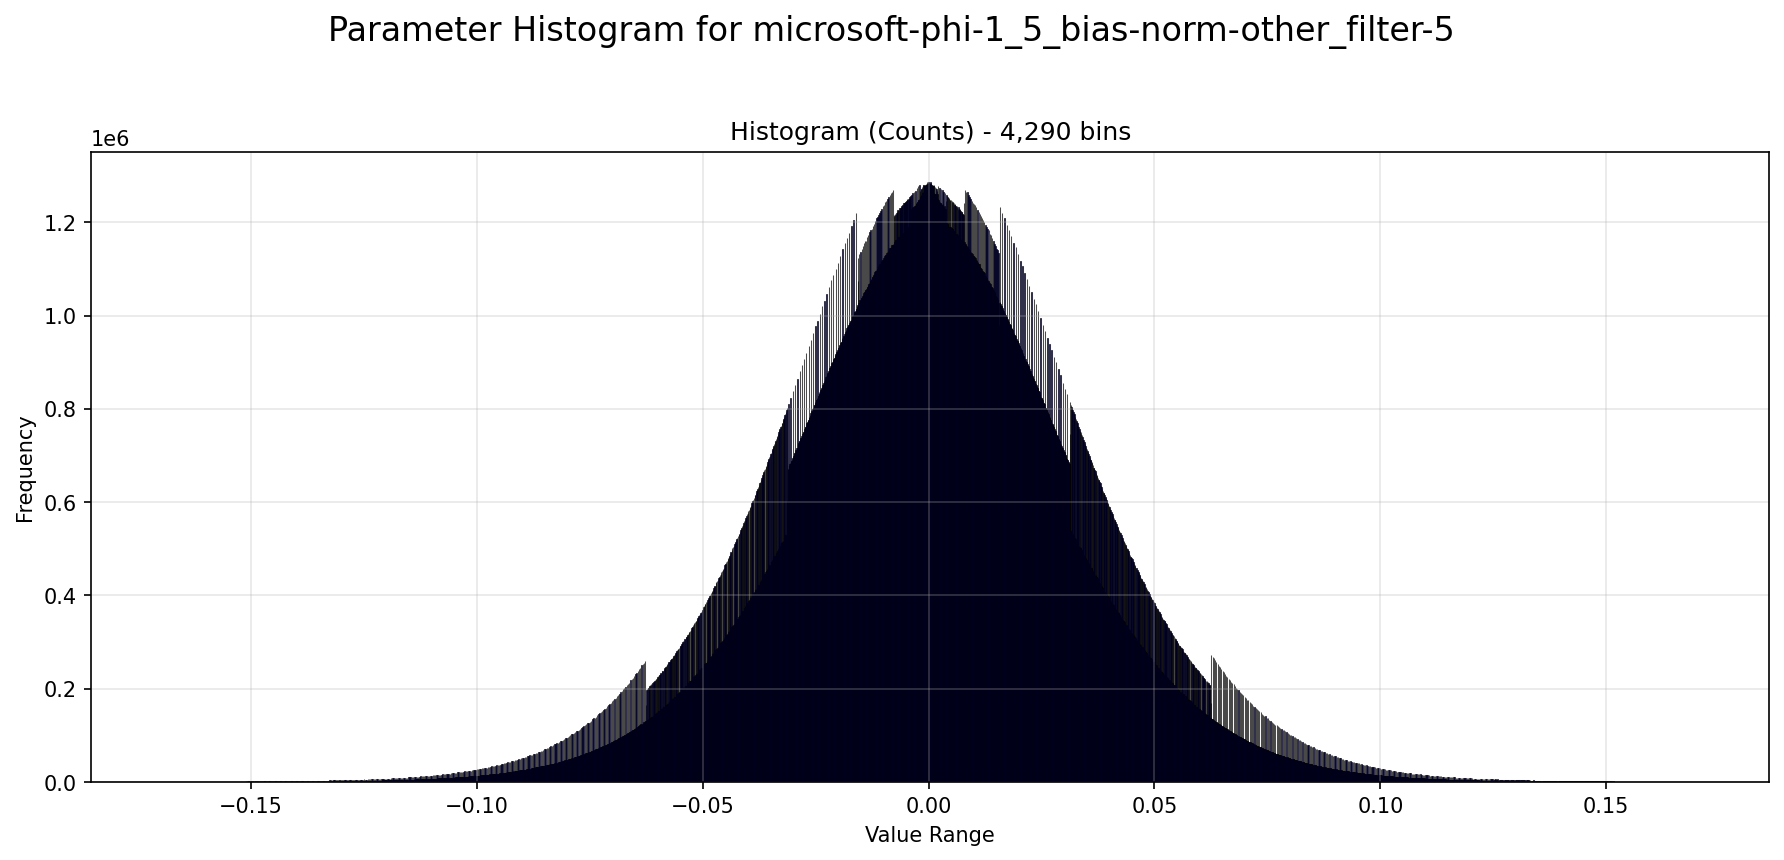 Parameter Histogram for microsoft-phi-1_5_bias-norm-other_filter-5
Histogram (Counts) - 4,290 bins
1e6
1.2
1.0
0.8
0.6
0.4
0.2
0.0
Frequency
−0.15 −0.10 −0.05 0.00 0.05 0.10 0.15
Value Range